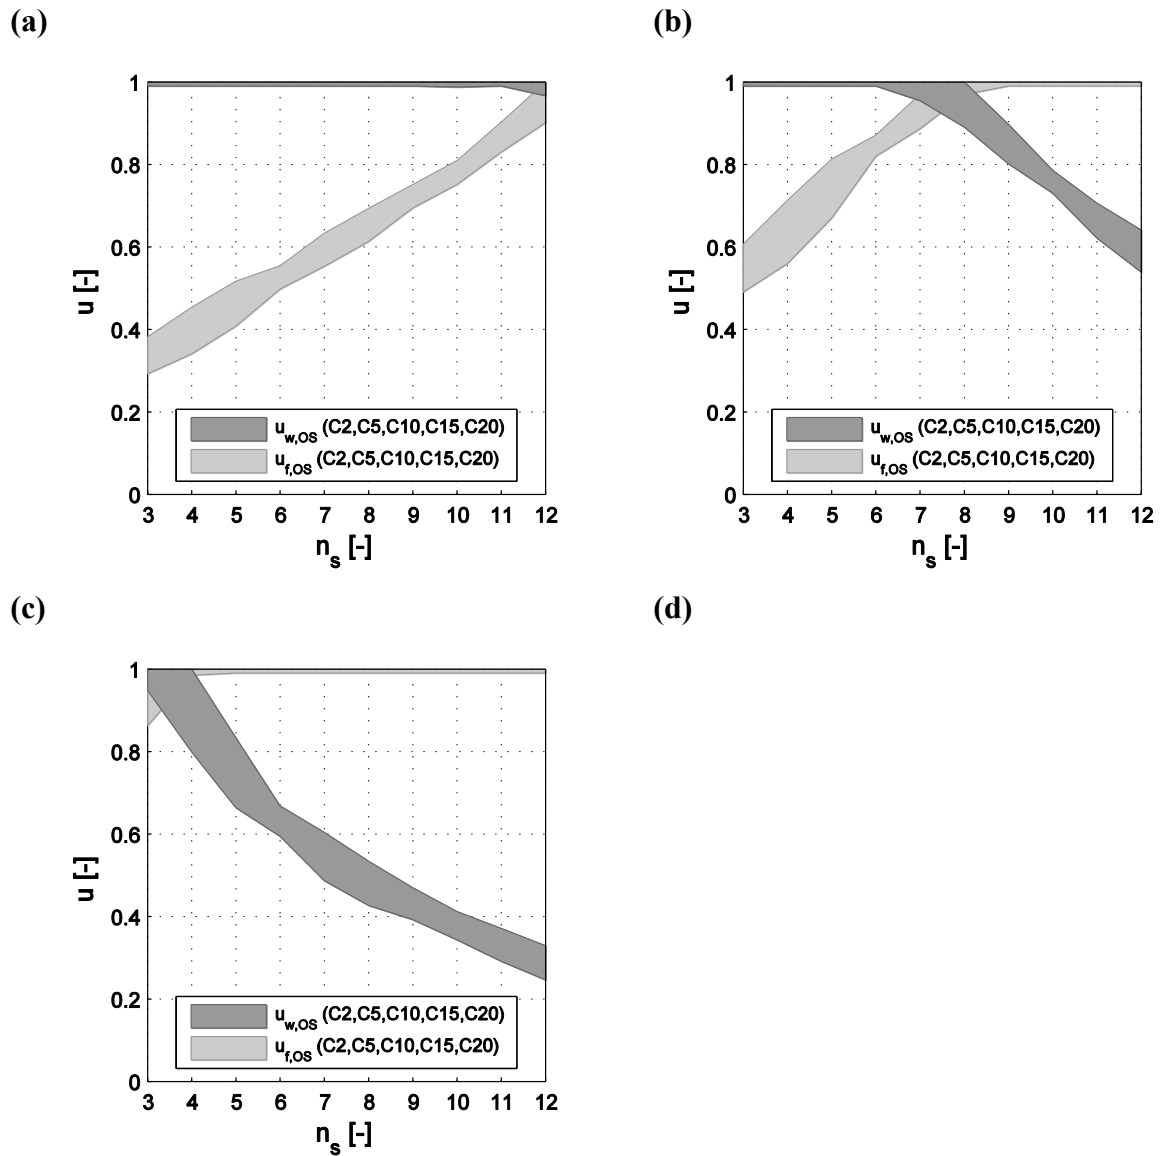 (a)
1
0.8
0.6
0.4
0.2
0
u [-]
u_w,OS (C2,C5,C10,C15,C20)
u_f,OS (C2,C5,C10,C15,C20)
3 4 5 6 7 8 9 10 11 12
n_s [-]
(b)
1
0.8
0.6
0.4
0.2
0
u [-]
u_w,OS (C2,C5,C10,C15,C20)
u_f,OS (C2,C5,C10,C15,C20)
3 4 5 6 7 8 9 10 11 12
n_s [-]
(c)
1
0.8
0.6
0.4
0.2
0
u [-]
u_w,OS (C2,C5,C10,C15,C20)
u_f,OS (C2,C5,C10,C15,C20)
3 4 5 6 7 8 9 10 11 12
n_s [-]
(d)